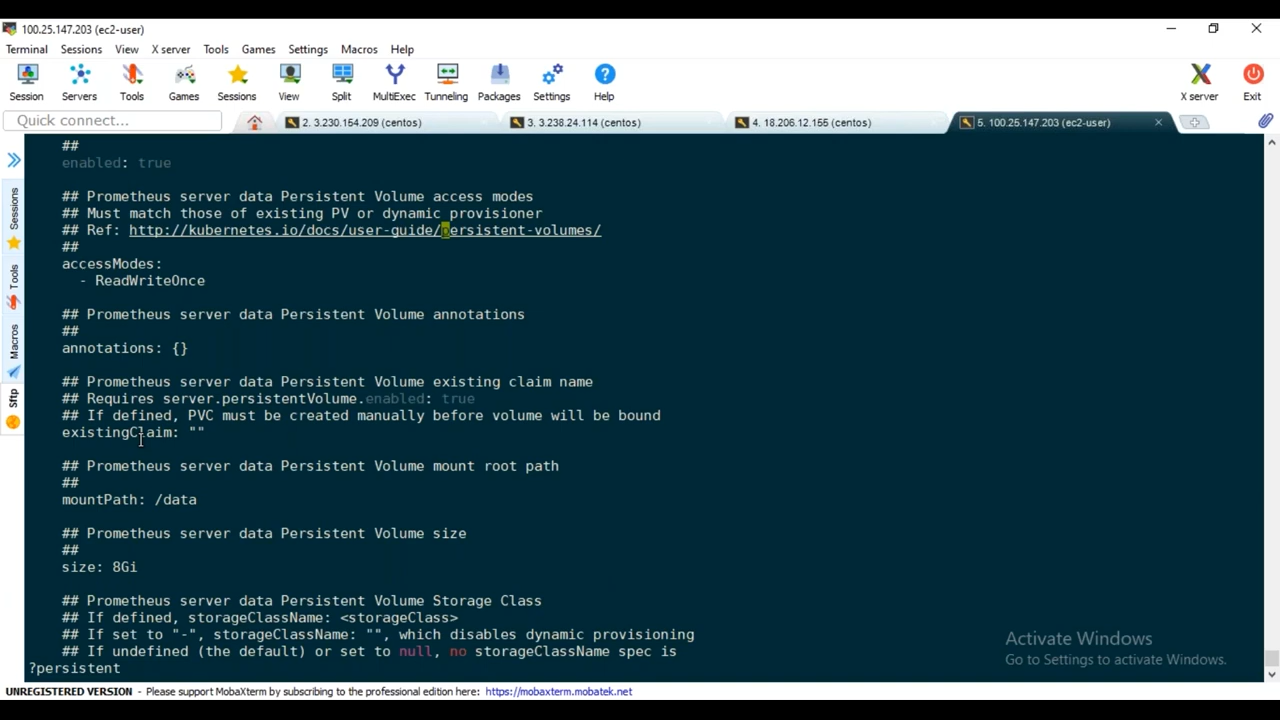 100.25.147.203 (ec2-user)
Terminal Sessions View X server Tools Games Settings Macros Help
Session Servers Tools Games Sessions View Split MultiExec Tunneling Packages Settings Help X server Exit
Quick connect... 2. 3.230.154.209 (centos) 3. 3.238.24.114 (centos) 4. 18.206.12.155 (centos) 5. 100.25.147.203 (ec2-user)
Sessions
Tools
Macros
Sftp
##
enabled: true
## Prometheus server data Persistent Volume access modes
## Must match those of existing PV or dynamic provisioner
## Ref: http://kubernetes.io/docs/user-guide/persistent-volumes/
##
accessModes:
- ReadWriteOnce
## Prometheus server data Persistent Volume annotations
##
annotations: {}
## Prometheus server data Persistent Volume existing claim name
## Requires server.persistentVolume.enabled: true
## If defined, PVC must be created manually before volume will be bound
existingClaim: ""
## Prometheus server data Persistent Volume mount root path
##
mountPath: /data
## Prometheus server data Persistent Volume size
##
size: 8Gi
## Prometheus server data Persistent Volume Storage Class
## If defined, storageClassName: <storageClass>
## If set to "-", storageClassName: "", which disables dynamic provisioning
## If undefined (the default) or set to null, no storageClassName spec is
?persistent
Activate Windows
Go to Settings to activate Windows.
UNREGISTERED VERSION - Please support MobaXterm by subscribing to the professional edition here: https://mobaxterm.mobatek.net